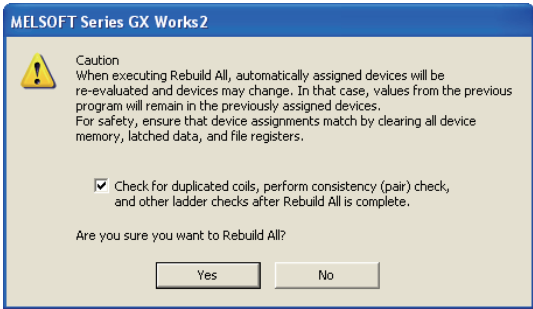 MELSOFT Series GX Works2
Caution
When executing Rebuild All, automatically assigned devices will be
re-evaluated and devices may change. In that case, values from the previous
program will remain in the previously assigned devices.
For safety, ensure that device assignments match by clearing all device
memory, latched data, and file registers.
Check for duplicated coils, perform consistency (pair) check,
and other ladder checks after Rebuild All is complete.
Are you sure you want to Rebuild All?
Yes
No